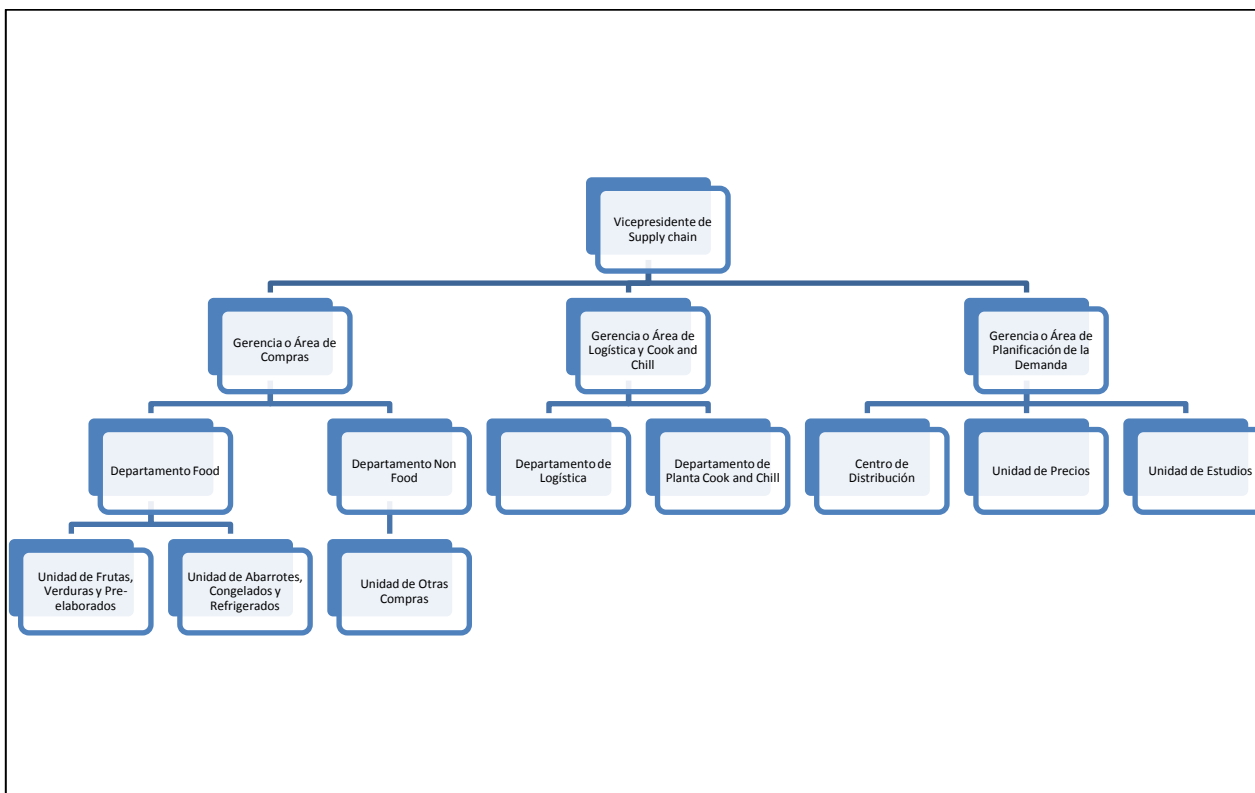 Vicepresidente de
Supply chain
Gerencia o Área de
Compras
Gerencia o Área de
Logística y Cook and
Chill
Gerencia o Área de
Planificación de la
Demanda
Departamento Food
Departamento Non
Food
Departamento de
Logística
Departamento de
Planta Cook and Chill
Centro de
Distribución
Unidad de Precios
Unidad de Estudios
Unidad de Frutas,
Verduras y Pre-
elaborados
Unidad de Abarrotes,
Congelados y
Refrigerados
Unidad de Otras
Compras